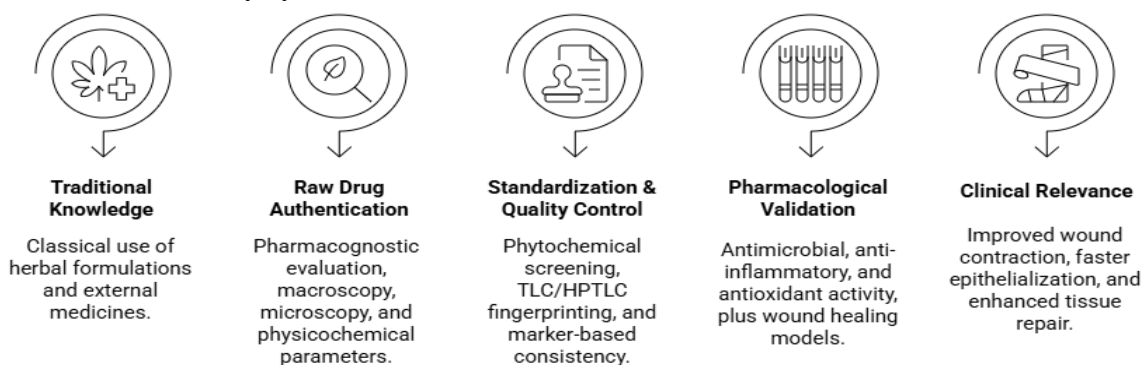 Traditional
Knowledge
Classical use of
herbal formulations
and external
medicines.
Raw Drug
Authentication
Pharmacognostic
evaluation,
macroscopy,
microscopy, and
physicochemical
parameters.
Standardization &
Quality Control
Phytochemical
screening,
TLC/HPTLC
fingerprinting, and
marker-based
consistency.
Pharmacological
Validation
Antimicrobial, anti-
inflammatory, and
antioxidant activity,
plus wound healing
models.
Clinical Relevance
Improved wound
contraction, faster
epithelialization, and
enhanced tissue
repair.